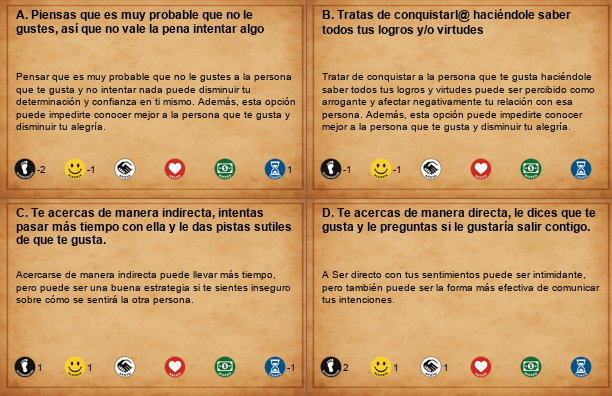 A. Piensas que es muy probable que no le
gustes, así que no vale la pena intentar algo
Pensar que es muy probable que no le gustes a la persona
que te gusta y no intentar nada puede disminuir tu
determinación y confianza en ti mismo. Además, esta opción
puede impedirte conocer mejor a la persona que te gusta y
disminuir tu alegría.
-2 -1 1
B. Tratas de conquistarl@ haciéndole saber
todos tus logros y/o virtudes
Tratar de conquistar a la persona que te gusta haciéndole
saber todos tus logros y virtudes puede ser percibido como
arrogante y afectar negativamente tu relación con esa
persona. Además, esta opción puede impedirte conocer
mejor a la persona que te gusta y disminuir tu alegría.
-1 -1
C. Te acercas de manera indirecta, intentas
pasar más tiempo con ella y le das pistas sutiles
de que te gusta.
Acercarse de manera indirecta puede llevar más tiempo,
pero puede ser una buena estrategia si te sientes inseguro
sobre cómo se sentirá la otra persona.
1 1 -1
D. Te acercas de manera directa, le dices que te
gusta y le preguntas si le gustaría salir contigo.
A Ser directo con tus sentimientos puede ser intimidante,
pero también puede ser la forma más efectiva de comunicar
tus intenciones.
2 1 1